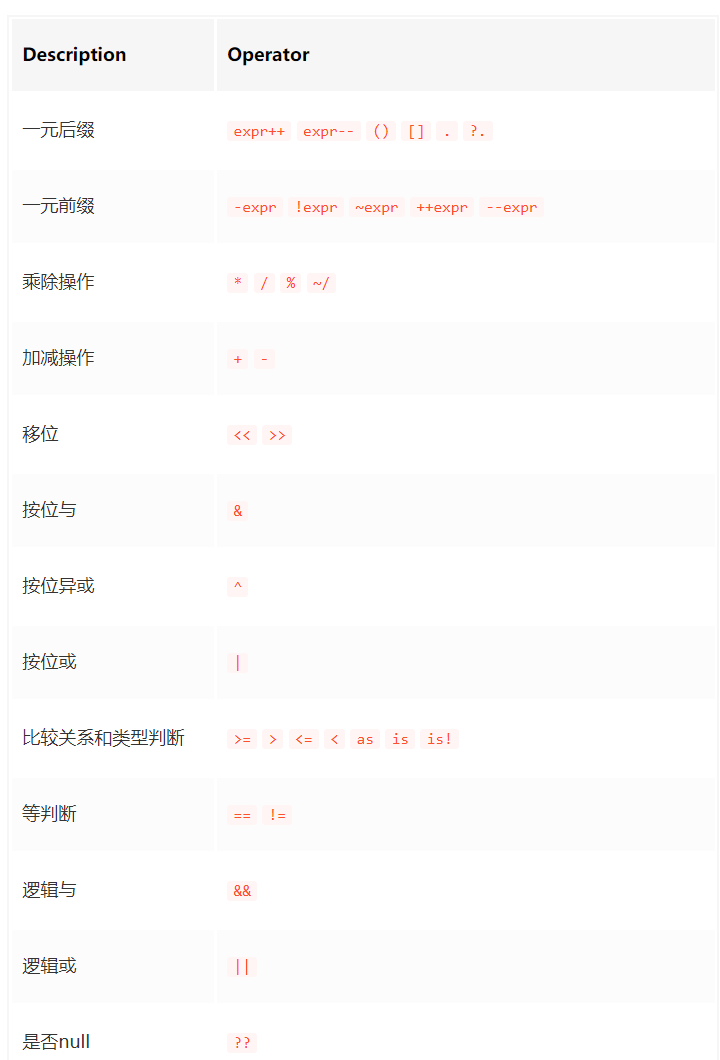 Description Operator
一元后缀 expr++ expr-- () [] . ?.
一元前缀 -expr !expr ~expr ++expr --expr
乘除操作 * / % ~/
加减操作 + -
移位 << >>
按位与 &
按位异或 ^
按位或 |
比较关系和类型判断 >= > <= < as is is!
等判断 == !=
逻辑与 &&
逻辑或 ||
是否null ??